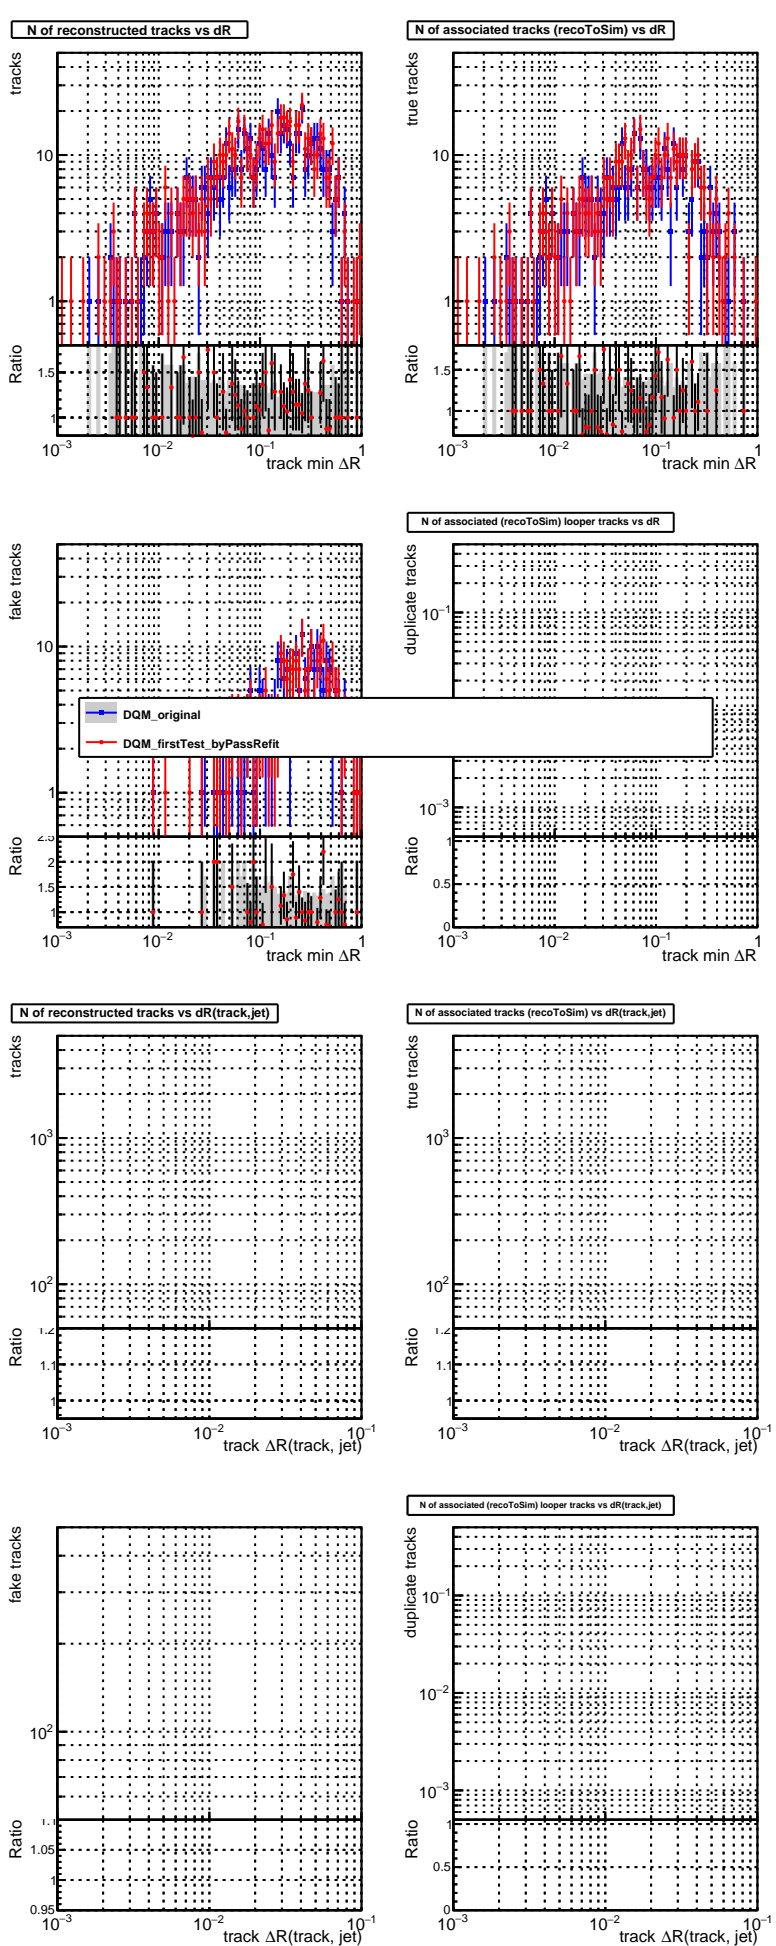 N of reconstructed tracks vs dR
tracks
10
1
Ratio
1.5
1
10−3
10−2
10−1
1
track min ΔR
N of associated tracks (recoToSim) vs dR
true tracks
10
1
Ratio
1.5
1
10−3
10−2
10−1
1
track min ΔR
fake tracks
10
1
Ratio
2.5
2
1.5
1
10−3
10−2
10−1
1
track min ΔR
N of associated (recoToSim) looper tracks vs dR
duplicate tracks
10−1
10−3
Ratio
1
0.5
0
10−3
10−2
10−1
1
track min ΔR
DQM_original
DQM_firstTest_byPassRefit
N of reconstructed tracks vs dR(track,jet)
tracks
103
102
Ratio
1.2
1.1
1
10−3
10−2
10−1
track ΔR(track, jet)
N of associated tracks (recoToSim) vs dR(track,jet)
true tracks
103
102
Ratio
1.2
1.1
1
10−3
10−2
10−1
track ΔR(track, jet)
fake tracks
102
Ratio
1.1
1.05
1
0.95
10−3
10−2
10−1
track ΔR(track, jet)
N of associated (recoToSim) looper tracks vs dR(track,jet)
duplicate tracks
10−1
10−2
10−3
Ratio
1
0.5
0
10−3
10−2
10−1
track ΔR(track, jet)